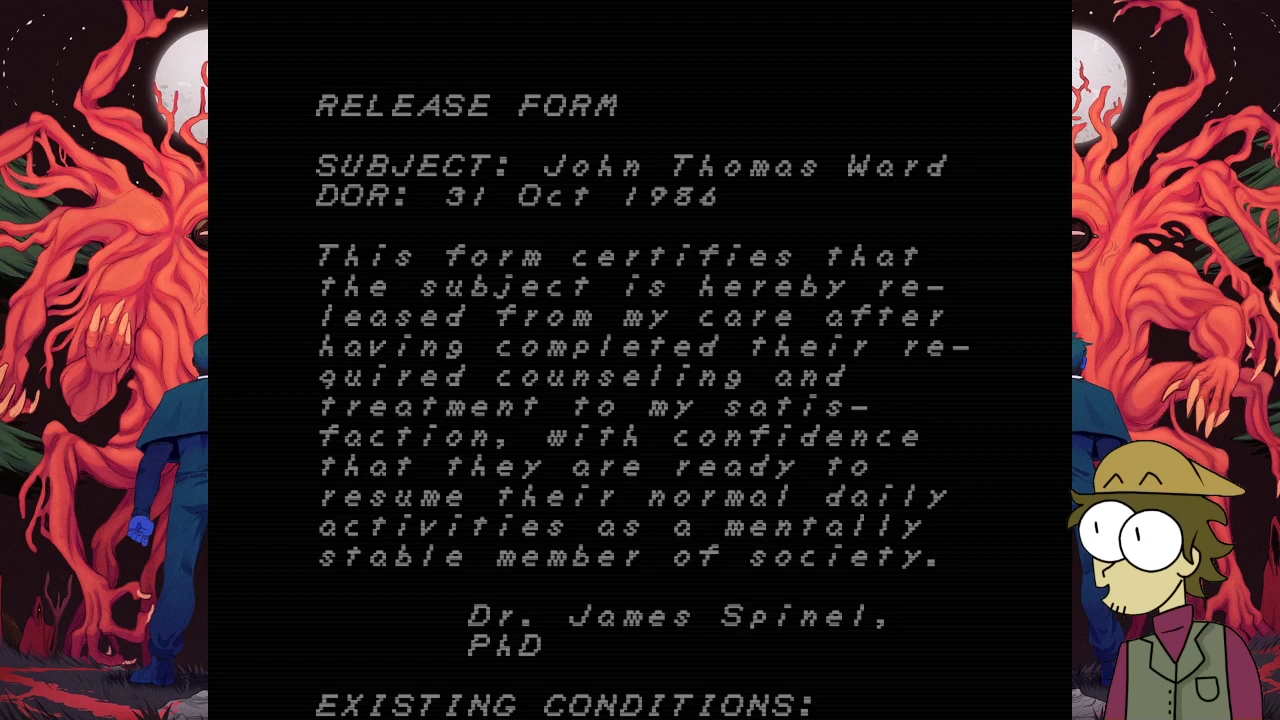 RELEASE FORM
SUBJECT: John Thomas Ward
DOR: 31 Oct 1986
This form certifies that
the subject is hereby re-
leased from my care after
having completed their re-
quired counseling and
treatment to my satis-
faction, with confidence
that they are ready to
resume their normal daily
activities as a mentally
stable member of society.
Dr. James Spinel,
PhD
EXISTING CONDITIONS: